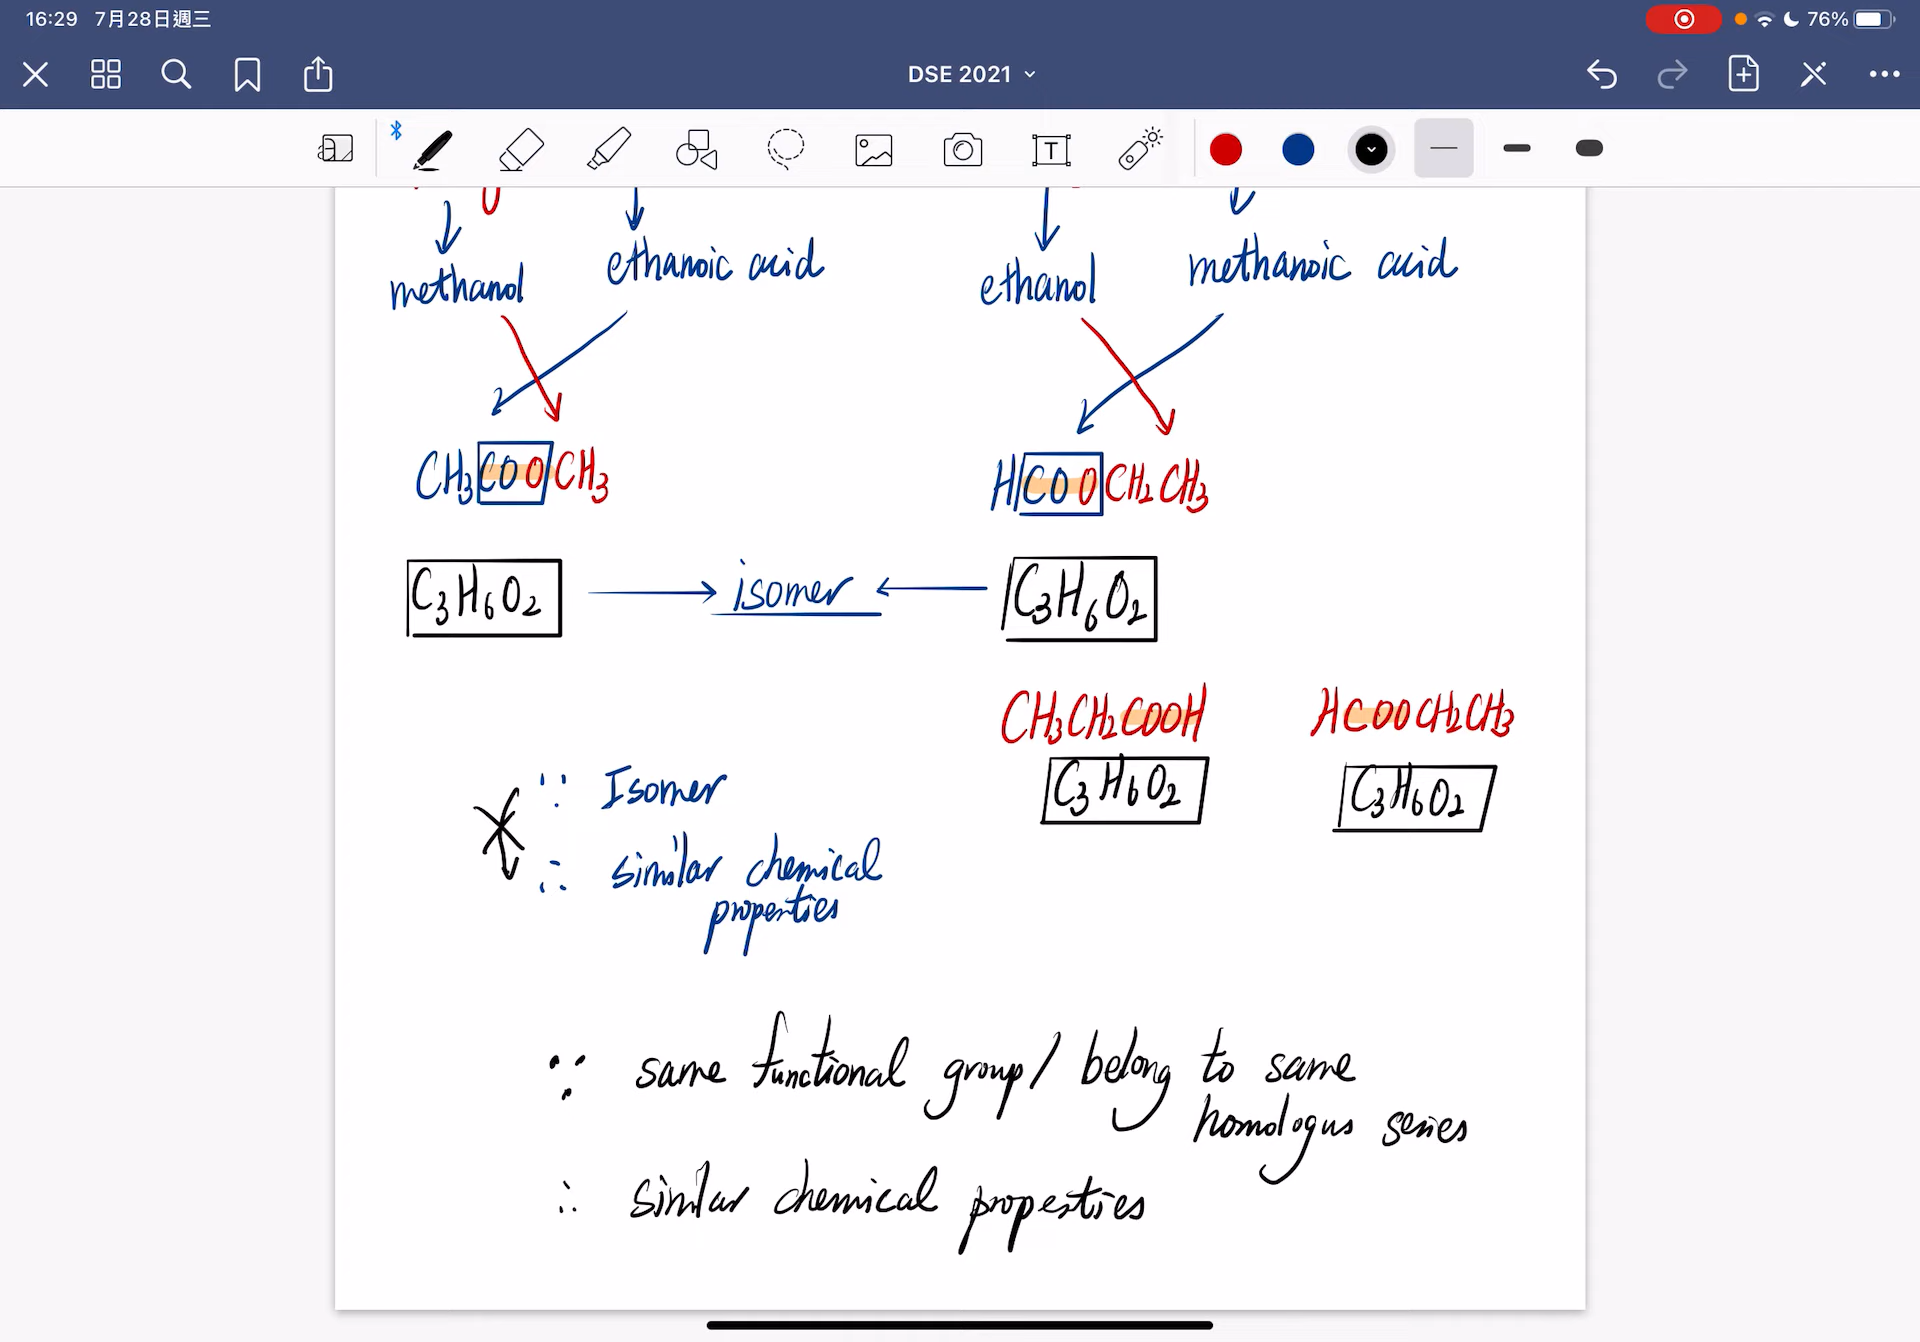 16:29 7月28日週三
76%
DSE 2021
methanol ethanoic acid ethanol methanoic acid
CH3COOCH3 HCOOCH2CH3
C3H6O2 isomer C3H6O2
CH3CH2COOH HCOOCH2CH3
C3H6O2 C3H6O2
∵ Isomer
∴ similar chemical
properties
∵ same functional group / belong to same
homologus series
∴ similar chemical properties